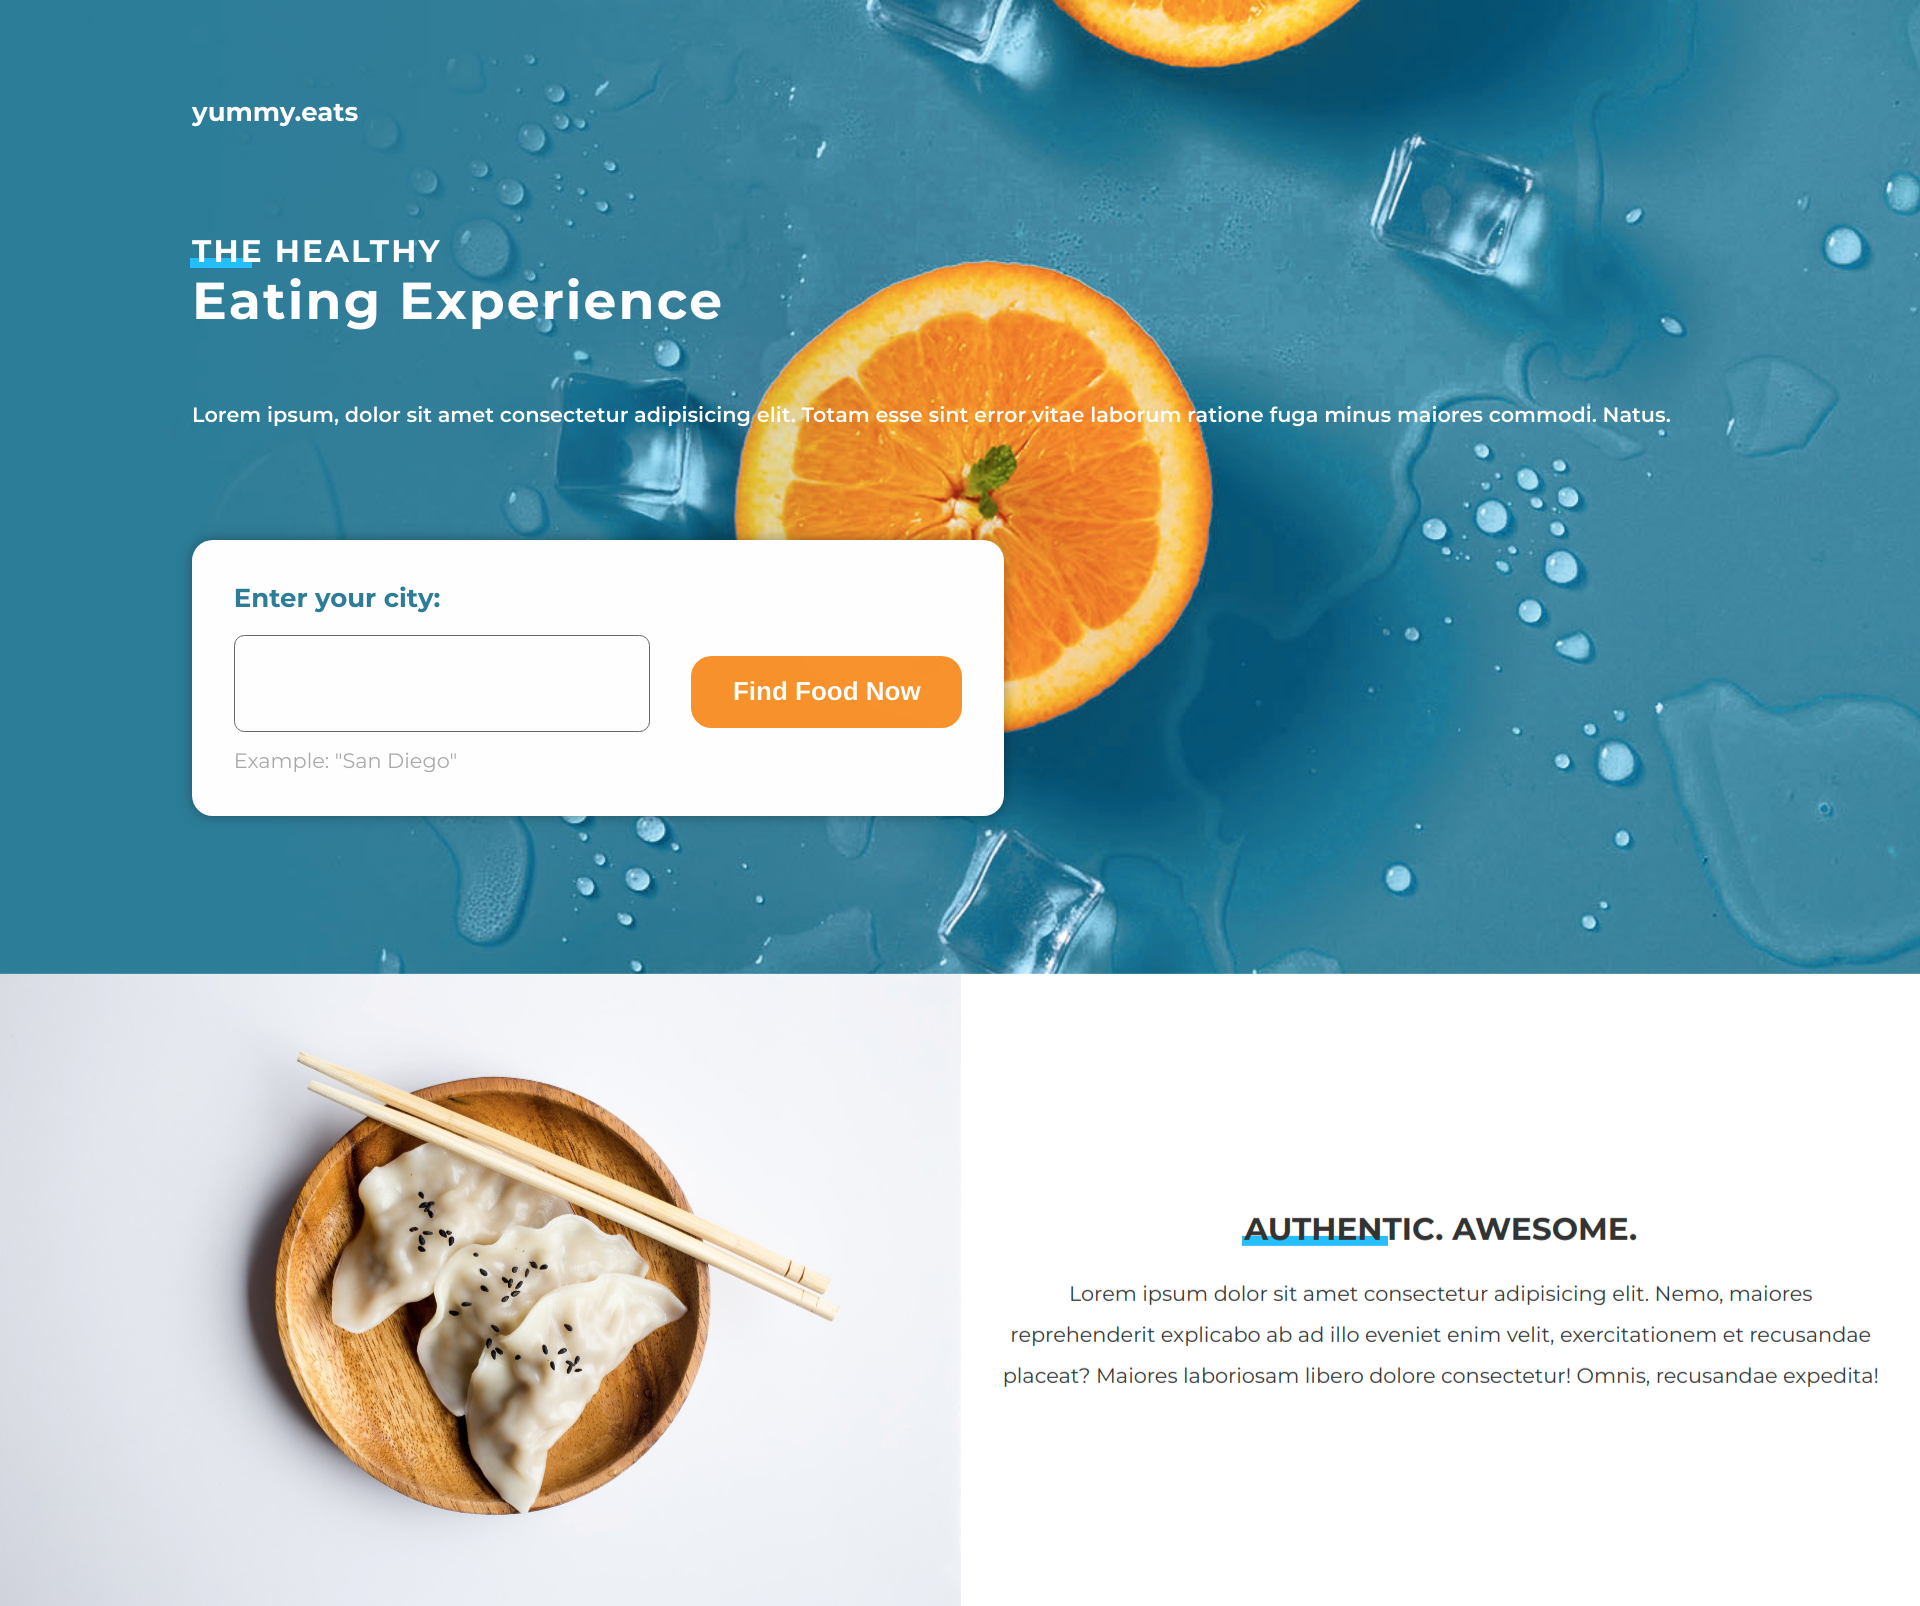 yummy.eats
THE HEALTHY
Eating Experience
Lorem ipsum, dolor sit amet consectetur adipisicing elit. Totam esse sint error vitae laborum ratione fuga minus maiores commodi. Natus.
Enter your city:
Find Food Now
Example: "San Diego"
AUTHENTIC. AWESOME.
Lorem ipsum dolor sit amet consectetur adipisicing elit. Nemo, maiores
reprehenderit explicabo ab ad illo eveniet enim velit, exercitationem et recusandae
placeat? Maiores laboriosam libero dolore consectetur! Omnis, recusandae expedita!